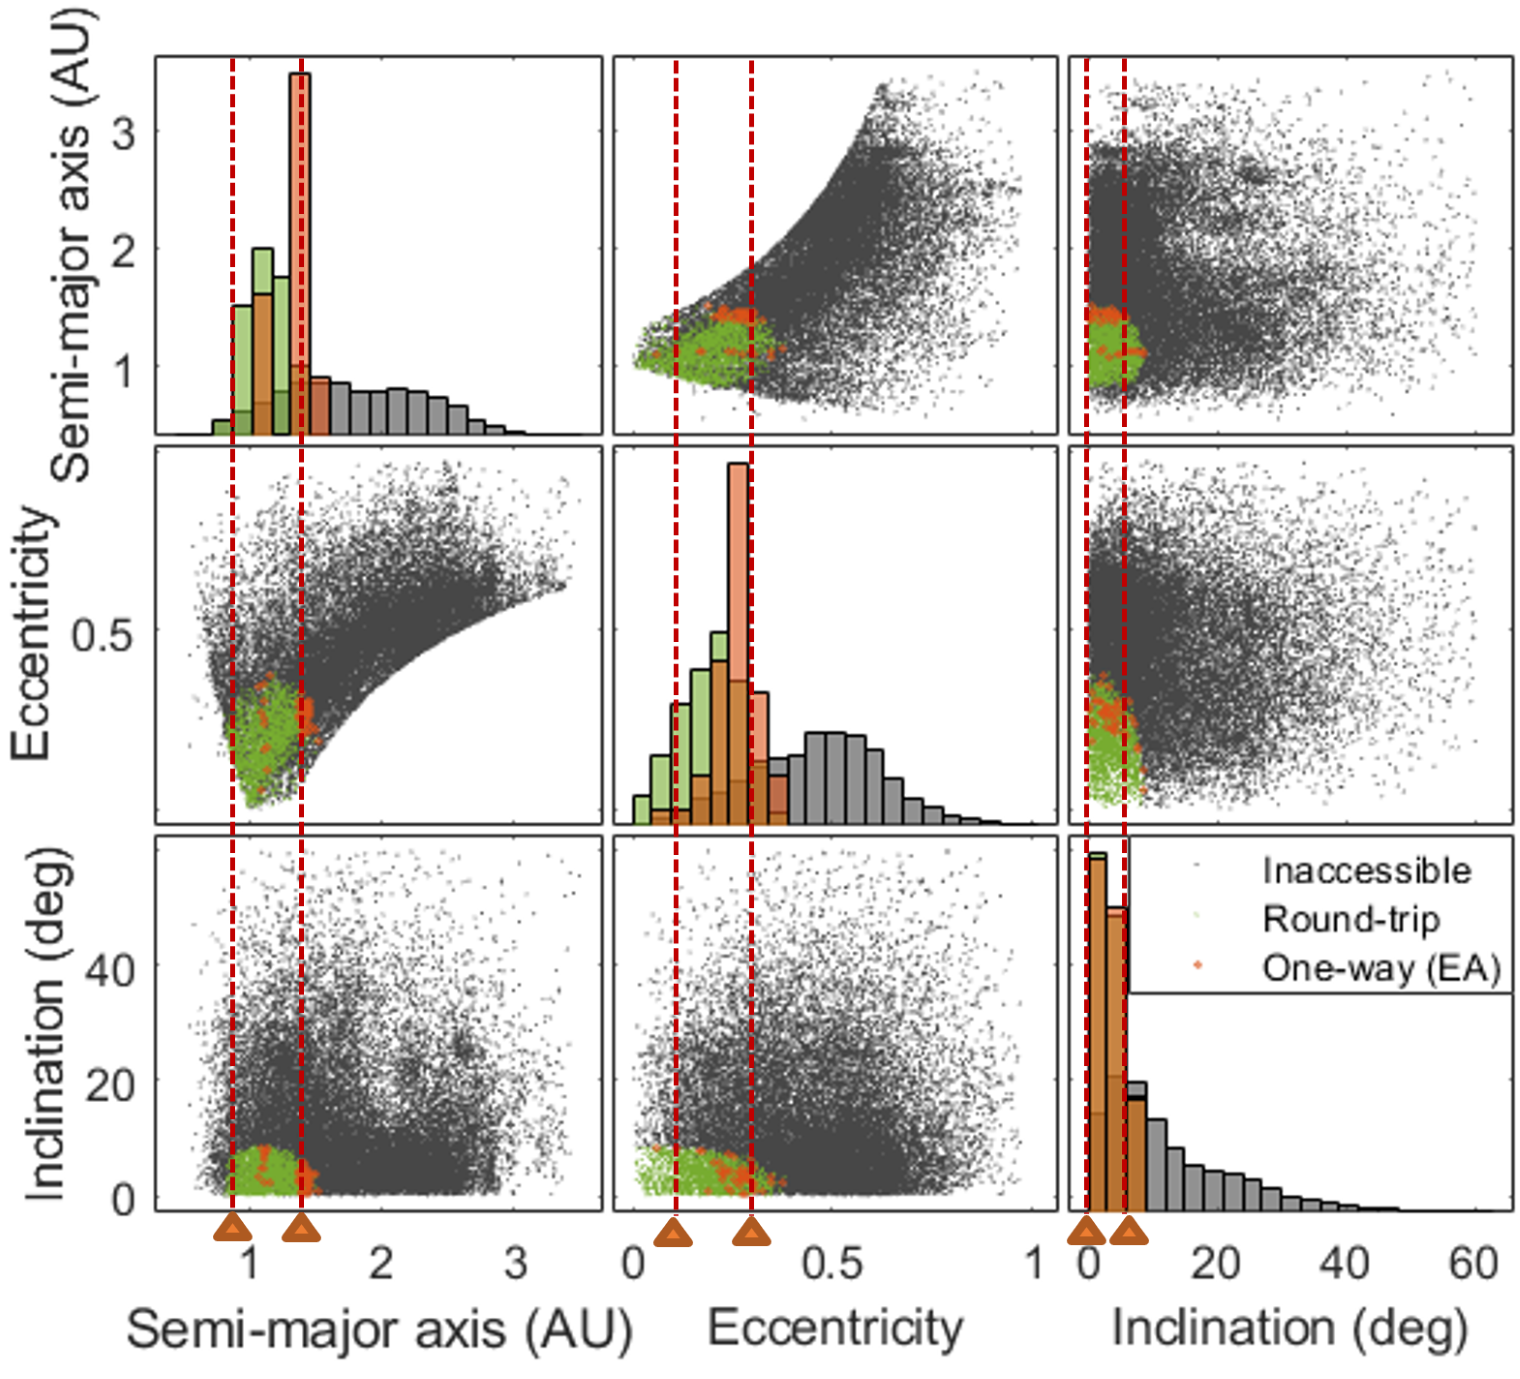 Semi-major axis (AU)
3
2
1
Eccentricity
0.5
Inclination (deg)
40
20
0
Inaccessible
Round-trip
One-way (EA)
1 2 3
0 0.5 1
0 20 40 60
Semi-major axis (AU)
Eccentricity
Inclination (deg)